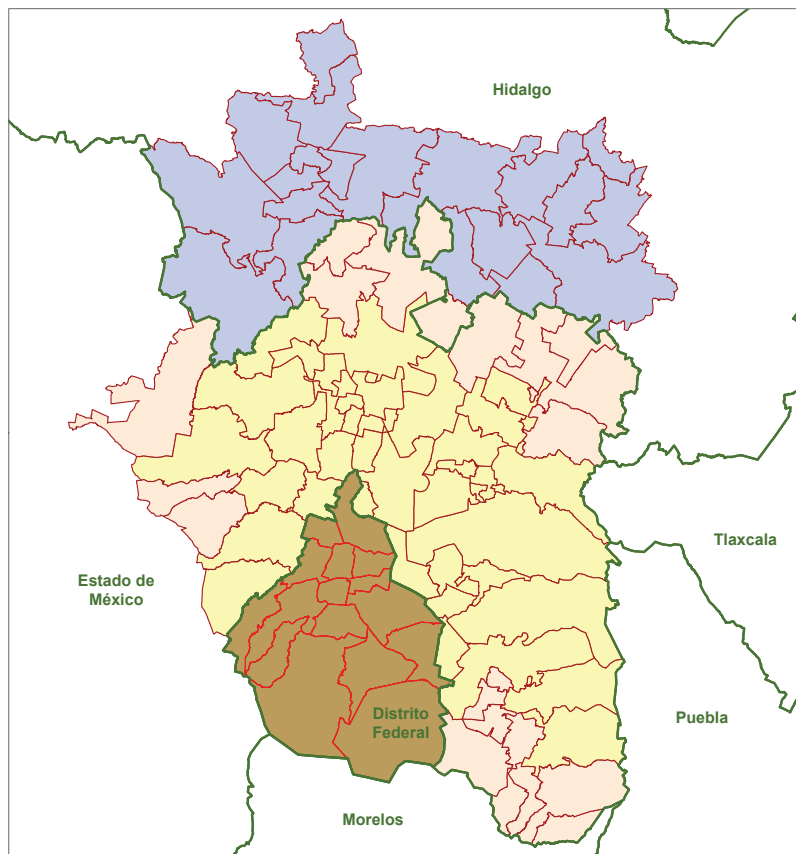 Hidalgo
Tlaxcala
Estado de
México
Distrito
Federal
Puebla
Morelos